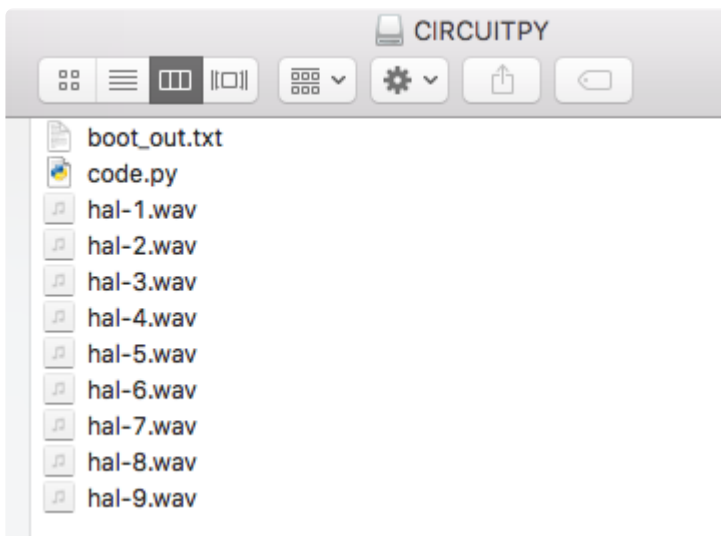 CIRCUITPY
boot_out.txt
code.py
hal-1.wav
hal-2.wav
hal-3.wav
hal-4.wav
hal-5.wav
hal-6.wav
hal-7.wav
hal-8.wav
hal-9.wav